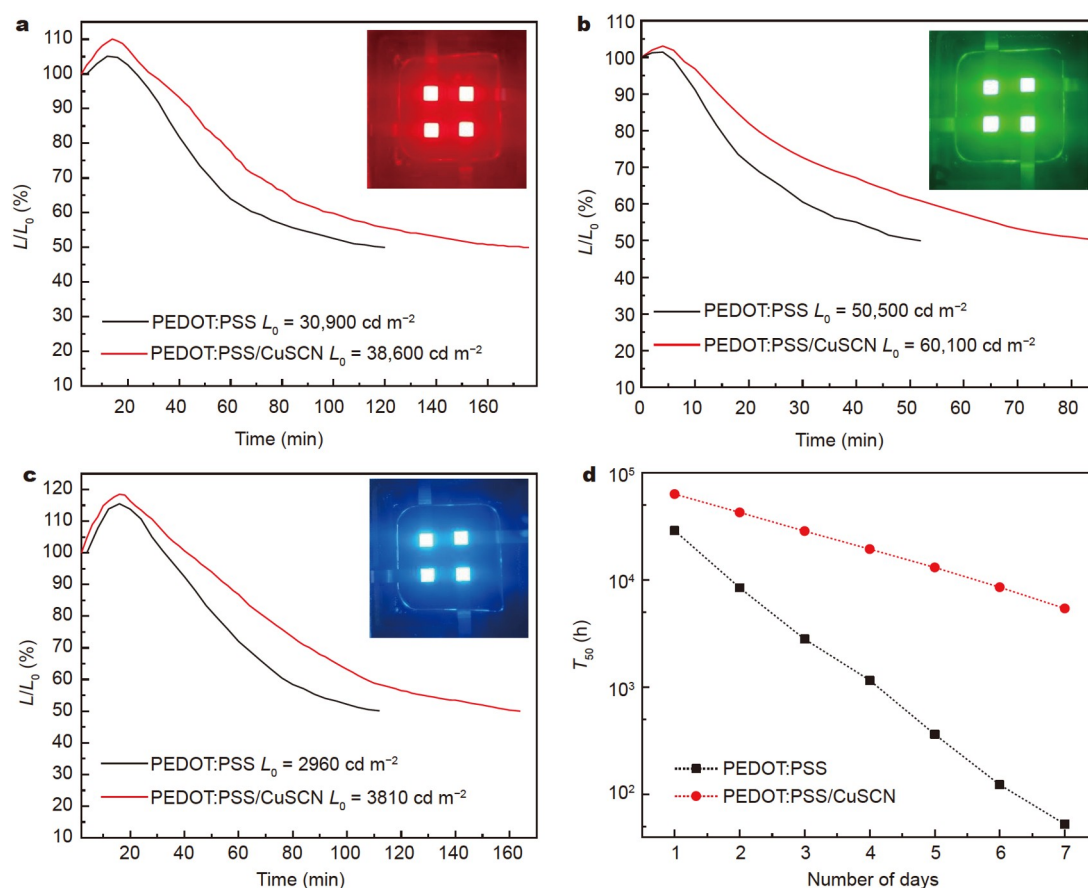 a
L/L₀ (%)
110
100
90
80
70
60
50
40
30
20
10
PEDOT:PSS L₀ = 30,900 cd m⁻²
PEDOT:PSS/CuSCN L₀ = 38,600 cd m⁻²
20 40 60 80 100 120 140 160
Time (min)
b
L/L₀ (%)
110
100
90
80
70
60
50
40
30
20
10
PEDOT:PSS L₀ = 50,500 cd m⁻²
PEDOT:PSS/CuSCN L₀ = 60,100 cd m⁻²
0 10 20 30 40 50 60 70 80
Time (min)
c
L/L₀ (%)
120
110
100
90
80
70
60
50
40
30
20
10
PEDOT:PSS L₀ = 2960 cd m⁻²
PEDOT:PSS/CuSCN L₀ = 3810 cd m⁻²
20 40 60 80 100 120 140 160
Time (min)
d
T₅₀ (h)
10⁵
10⁴
10³
10²
PEDOT:PSS
PEDOT:PSS/CuSCN
1 2 3 4 5 6 7
Number of days